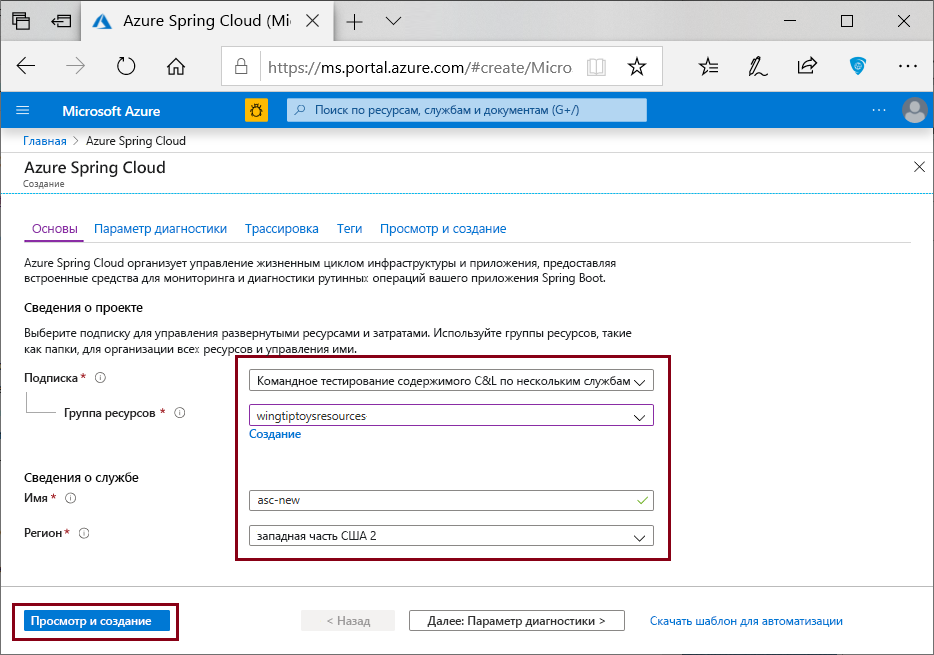 Azure Spring Cloud (Mi
https://ms.portal.azure.com/#create/Micro
Microsoft Azure
Поиск по ресурсам, службам и документам (G+/)
Главная > Azure Spring Cloud
Azure Spring Cloud
Создание
Основы Параметр диагностики Трассировка Теги Просмотр и создание
Azure Spring Cloud организует управление жизненным циклом инфраструктуры и приложения, предоставляя
встроенные средства для мониторинга и диагностики рутинных операций вашего приложения Spring Boot.
Сведения о проекте
Выберите подписку для управления развернутыми ресурсами и затратами. Используйте группы ресурсов, такие
как папки, для организации всех ресурсов и управления ими.
Подписка * Командное тестирование содержимого C&L по нескольким службам
Группа ресурсов * wingtiptoysresources
Создание
Сведения о службе
Имя * asc-new
Регион * западная часть США 2
Просмотр и создание < Назад Далее: Параметр диагностики > Скачать шаблон для автоматизации